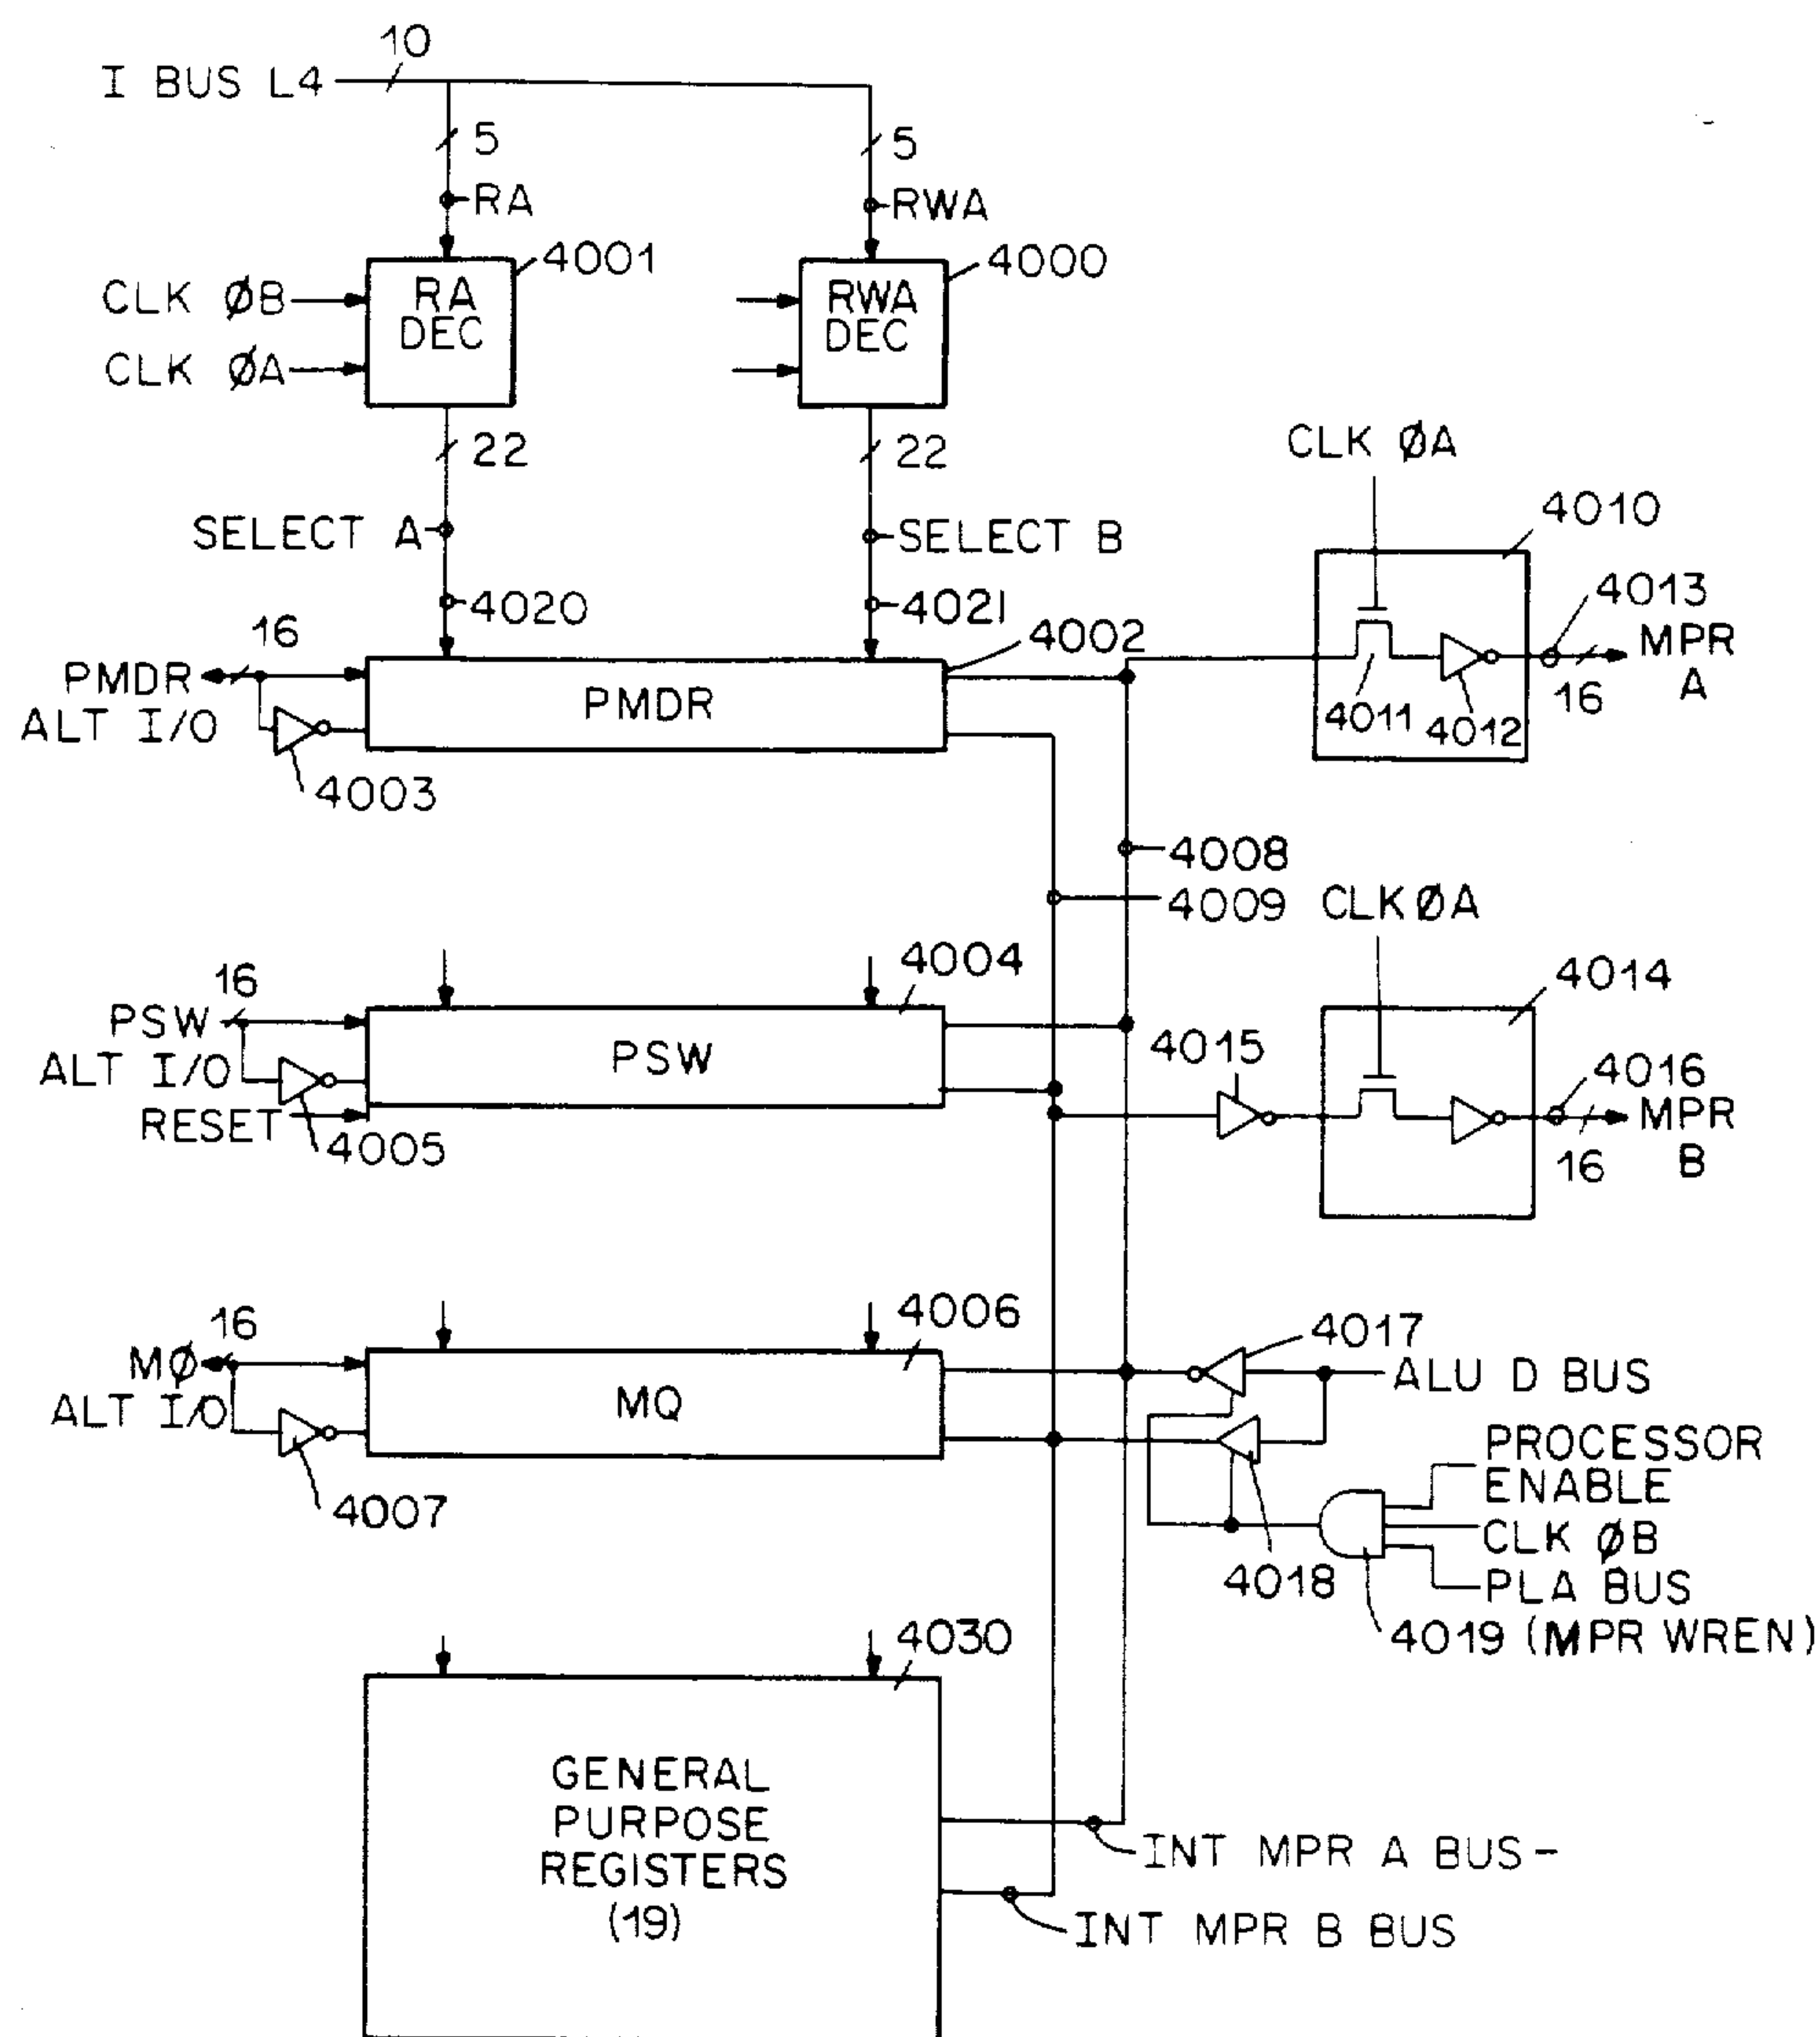 10
I BUS L4
5
5
RA
RWA
4001
4000
CLK ØB
RA
DEC
RWA
DEC
CLK ØA
22
22
CLK ØA
4010
SELECT A
SELECT B
4013
4020
4021
16
4002
MPR
A
PMDR
ALT I/O
PMDR
4011
4012
16
4003
4008
4009
CLK ØA
16
4004
4014
PSW
ALT I/O
PSW
4015
4016
MPR
B
RESET
4005
16
16
4006
4017
MØ
ALT I/O
MQ
ALU D BUS
PROCESSOR
ENABLE
4007
CLK ØB
4018
PLA BUS
4019 (MPR WREN)
4030
GENERAL
PURPOSE
REGISTERS
(19)
INT MPR A BUS-
INT MPR B BUS